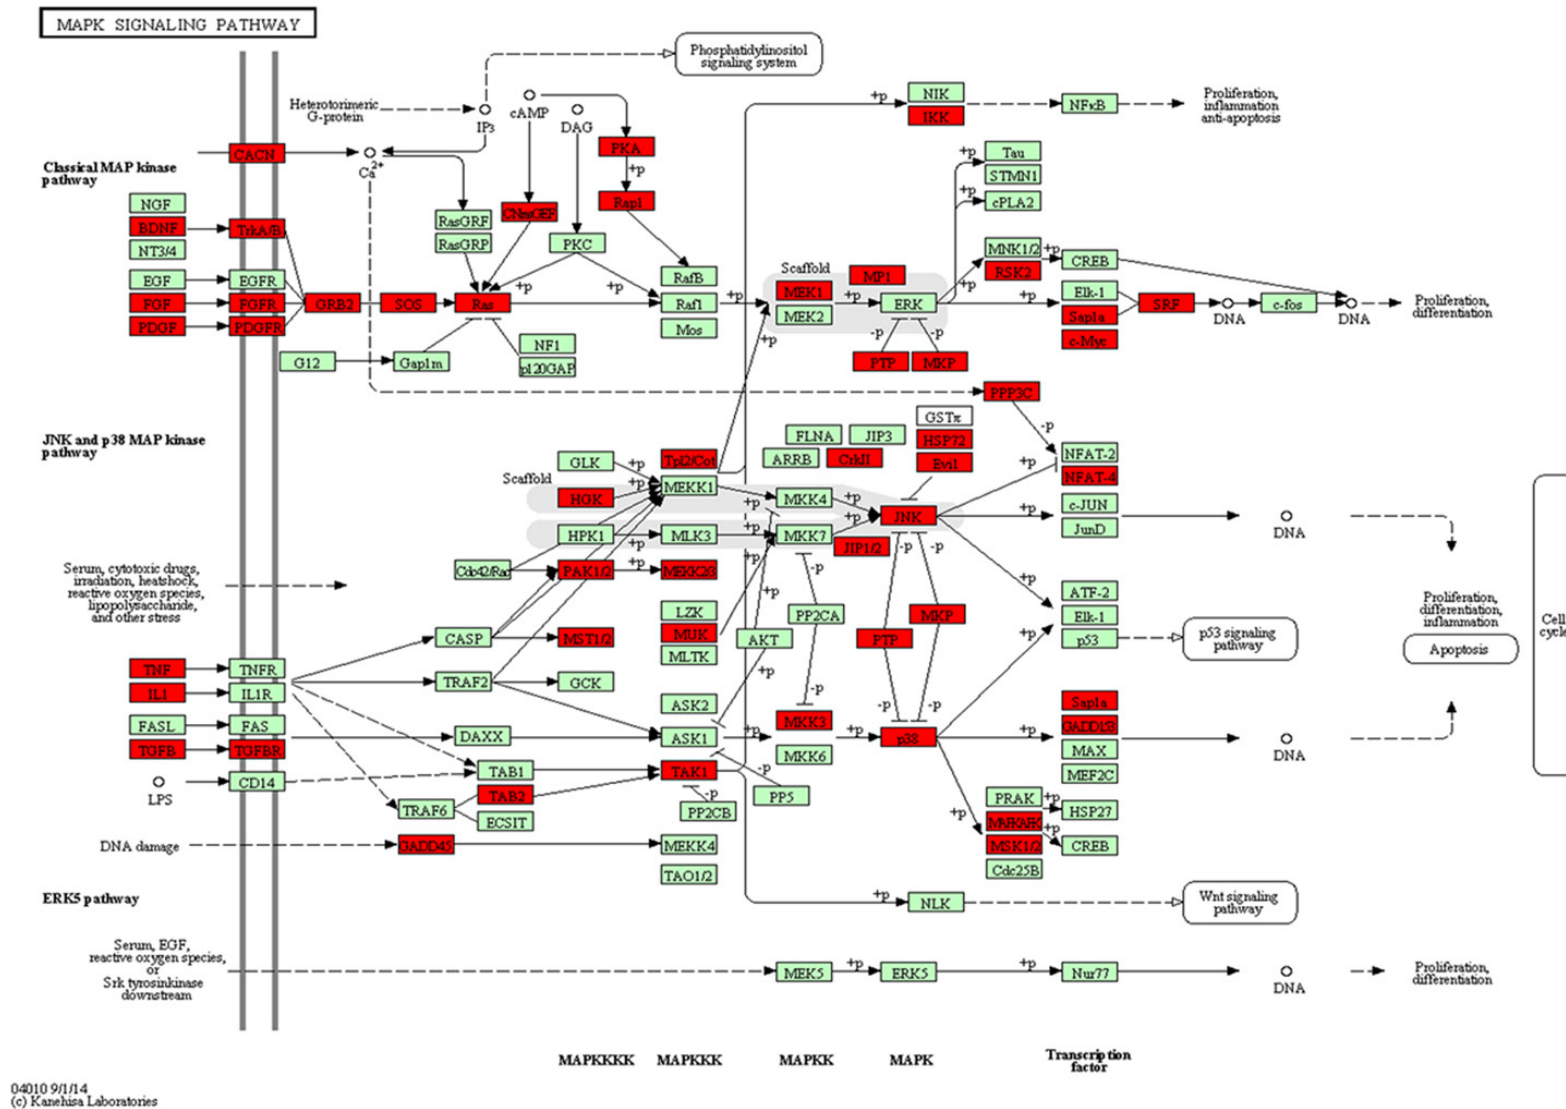 MAPK SIGNALING PATHWAY
Phosphatidylinositol
signaling system
Heterotorimeric
G-protein
IP3
cAMP
DAG
Ca2+
CACN
PKA
+p
Rap1
NIK
IKK
+p
NFκB
Proliferation,
inflammation
anti-apoptosis
Classical MAP kinase
pathway
NGF
BDNF
NT3/4
EGF
FGF
PDGF
TrkA/B
EGFR
FGFR
PDGFR
GRB2
SOS
Ras
RasGRF
RasGRP
CNrasGEF
PKC
+p
+p
G12
Gap1m
NF1
p120GAP
RafB
Raf1
Mos
+p
+p
Scaffold
MEK1
MEK2
MP1
+p
ERK
-p
-p
PTP
MKP
+p
+p
+p
+p
Tau
STMN1
cPLA2
MNK1/2
RSK2
+p
CREB
Elk-1
Sap1a
c-Myc
SRF
DNA
c-fos
DNA
Proliferation,
differentiation
PPP3C
-p
JNK and p38 MAP kinase
pathway
Scaffold
GLK
HGK
HPK1
+p
+p
+p
+p
+p
Tpl2/Cot
MEKK1
MLK3
MEKK2/3
LZK
MUK
MLTK
+p
+p
+p
+p
FLNA
JIP3
ARRB
CrkII
GSTπ
HSP72
Evi1
MKK4
MKK7
+p
+p
JNK
JIP1/2
+p
+p
NFAT-2
NFAT-4
c-JUN
JunD
DNA
Serum, cytotoxic drugs,
irradiation, heatshock,
reactive oxygen species,
lipopolysaccharide,
and other stress
Cdc42/Rac
PAK1/2
CASP
MST1/2
TRAF2
GCK
AKT
+p
PP2CA
-p
-p
-p
-p
PTP
MKP
-p
-p
ATF-2
Elk-1
p53
p53 signaling
pathway
Proliferation,
differentiation,
inflammation
Apoptosis
Cell
cycle
TNF
IL1
FASL
TGFB
LPS
TNFR
IL1R
FAS
TGFBR
CD14
DAXX
TAB1
TAB2
ECSIT
TRAF6
ASK2
ASK1
TAK1
-p
PP2CB
-p
PP5
+p
MKK3
MKK6
+p
p38
+p
+p
Sap1a
GADD153
MAX
MEF2C
DNA
PRAK
MAPKAPK
MSK1/2
Cdc25B
+p
+p
HSP27
CREB
DNA damage
GADD45
MEKK4
TAO1/2
+p
NLK
Wnt signaling
pathway
ERK5 pathway
Serum, EGF,
reactive oxygen species,
or
Srk tyrosinkinase
downstream
MEK5
+p
ERK5
+p
Nur77
DNA
Proliferation,
differentiation
MAPKKKK
MAPKKK
MAPKK
MAPK
Transcription
factor
04010 9/1/14
(c) Kanehisa Laboratories